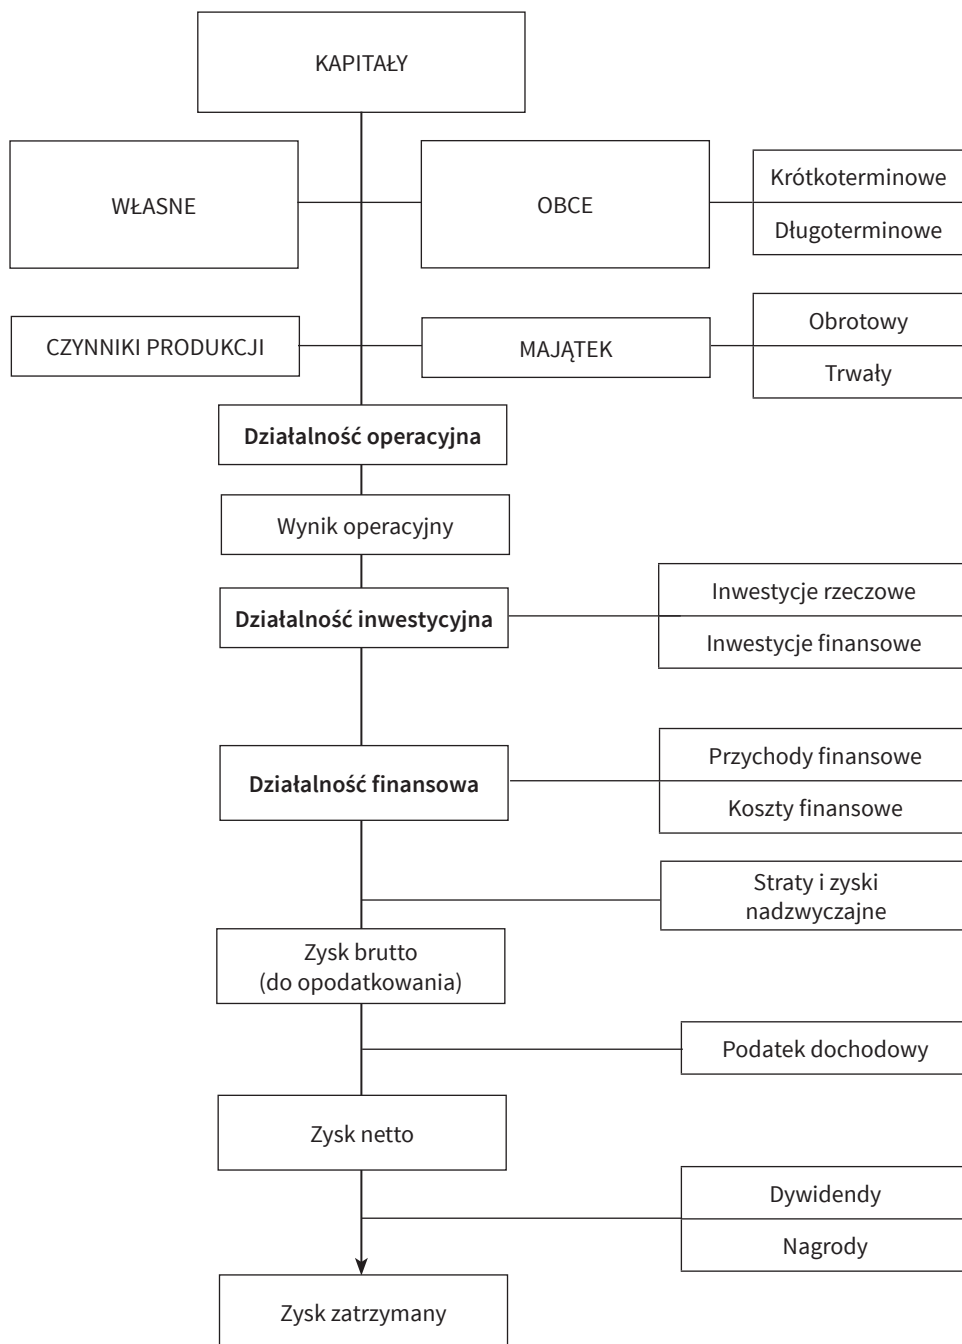 KAPITAŁY
WŁASNE
OBCE
Krótkoterminowe
Długoterminowe
CZYNNIKI PRODUKCJI
MAJĄTEK
Obrotowy
Trwały
Działalność operacyjna
Wynik operacyjny
Działalność inwestycyjna
Inwestycje rzeczowe
Inwestycje finansowe
Działalność finansowa
Przychody finansowe
Koszty finansowe
Straty i zyski
nadzwyczajne
Zysk brutto
(do opodatkowania)
Podatek dochodowy
Zysk netto
Dywidendy
Nagrody
Zysk zatrzymany